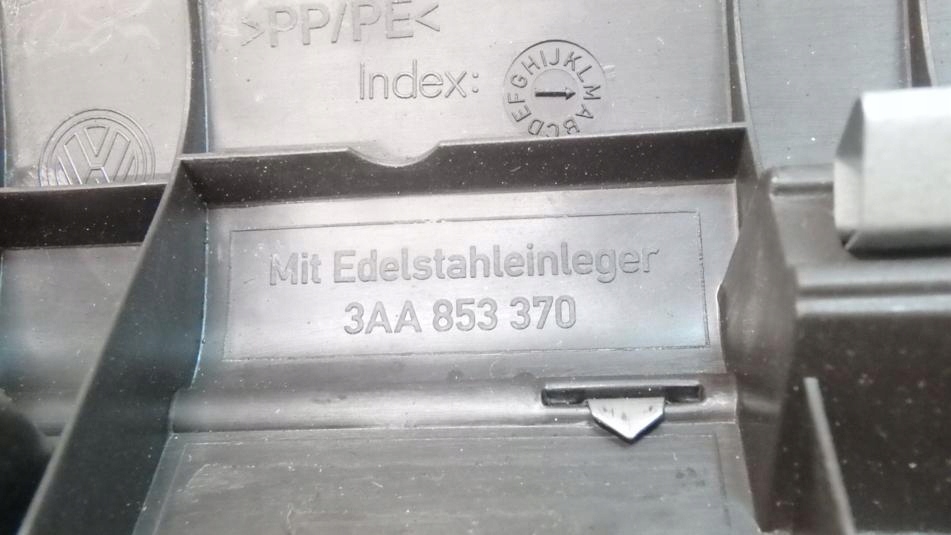 >PP/PE<
Index: ABCDEFGHIJKLM
Mit Edelstahleinleger
3AA 853 370